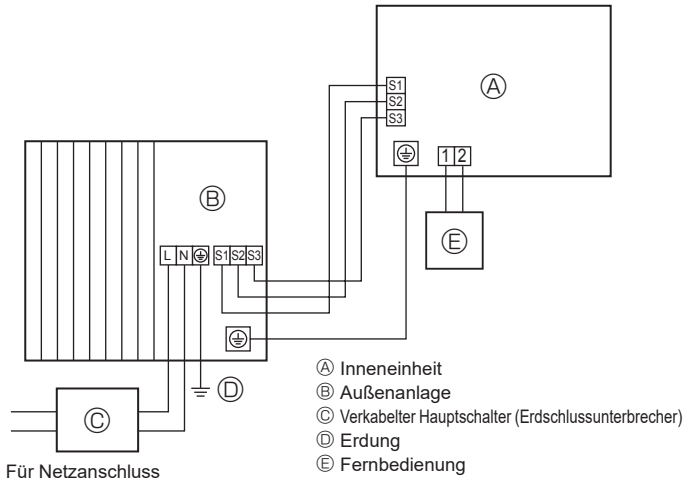 S1
S2
S3
Ⓐ
1 2
Ⓑ
Ⓔ
L N S1 S2 S3
Ⓓ
Ⓒ
Für Netzanschluss
Ⓐ Inneneinheit
Ⓑ Außenanlage
Ⓒ Verkabelter Hauptschalter (Erdschlussunterbrecher)
Ⓓ Erdung
Ⓔ Fernbedienung